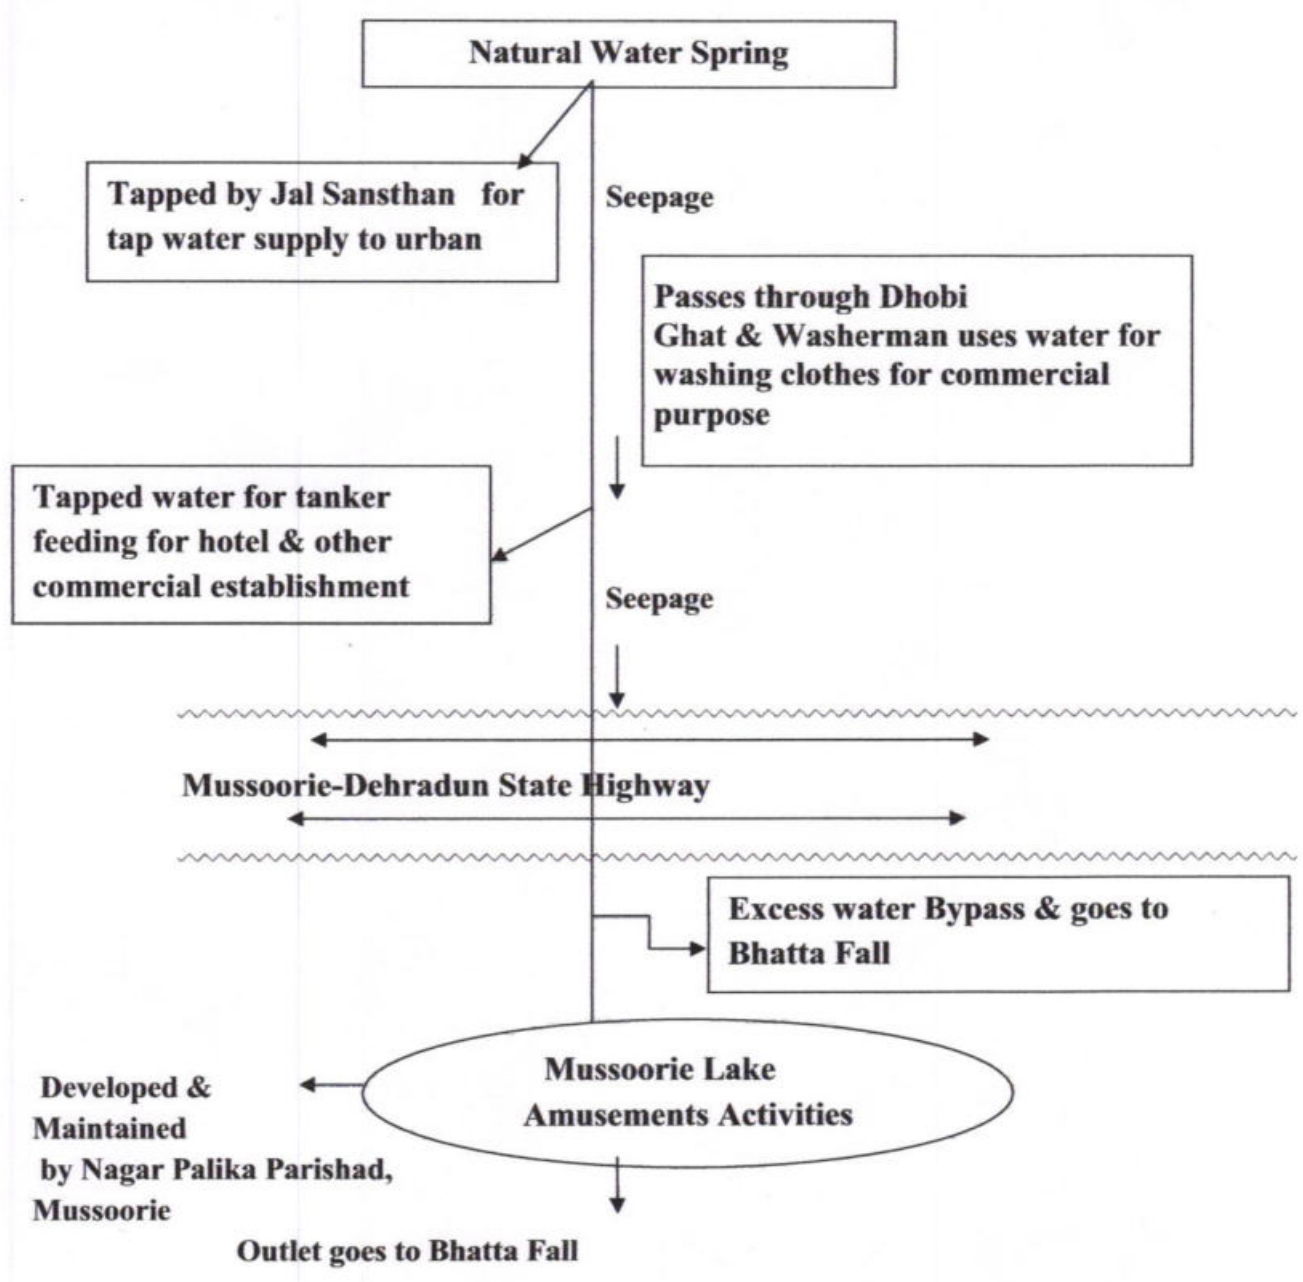 Natural Water Spring
Tapped by Jal Sansthan for
tap water supply to urban
Seepage
Passes through Dhobi
Ghat & Washerman uses water for
washing clothes for commercial
purpose
Tapped water for tanker
feeding for hotel & other
commercial establishment
Seepage
Mussoorie-Dehradun State Highway
Excess water Bypass & goes to
Bhatta Fall
Mussoorie Lake
Amusements Activities
Developed &
Maintained
by Nagar Palika Parishad,
Mussoorie
Outlet goes to Bhatta Fall